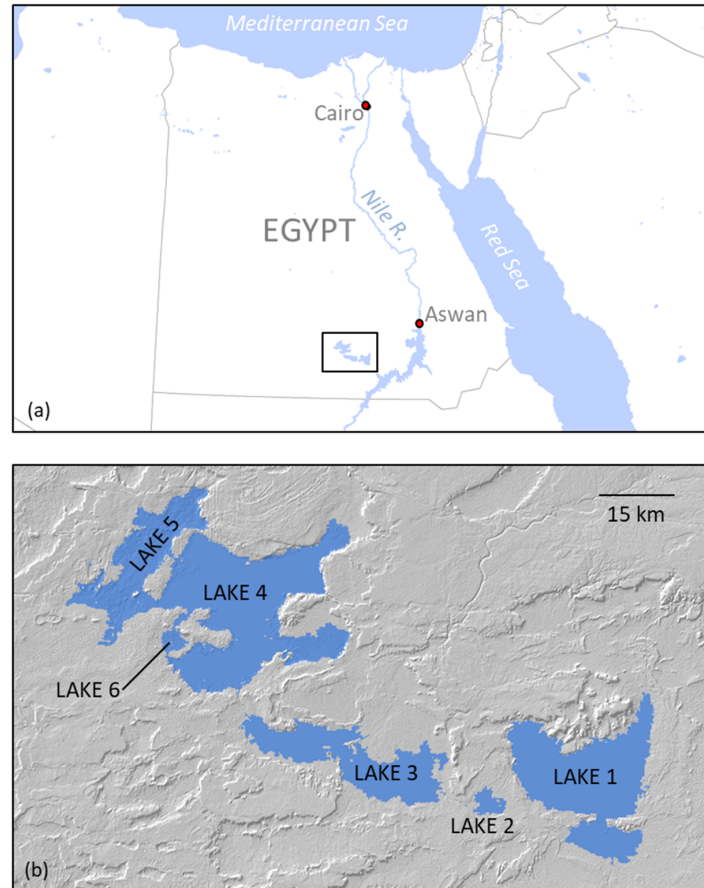 Mediterranean Sea
Cairo
Nile R.
EGYPT
Red Sea
Aswan
(a)
LAKE 5
15 km
LAKE 4
LAKE 6
LAKE 3
LAKE 1
LAKE 2
(b)